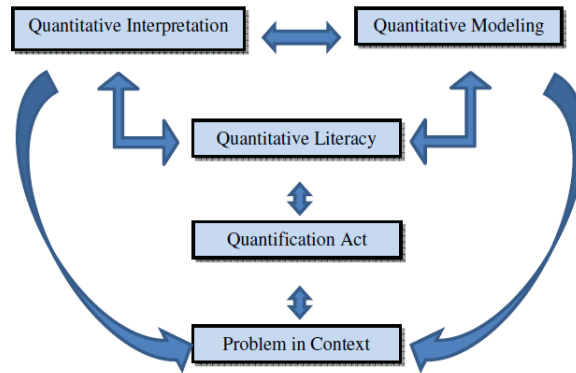 Quantitative Interpretation
Quantitative Modeling
Quantitative Literacy
Quantification Act
Problem in Context